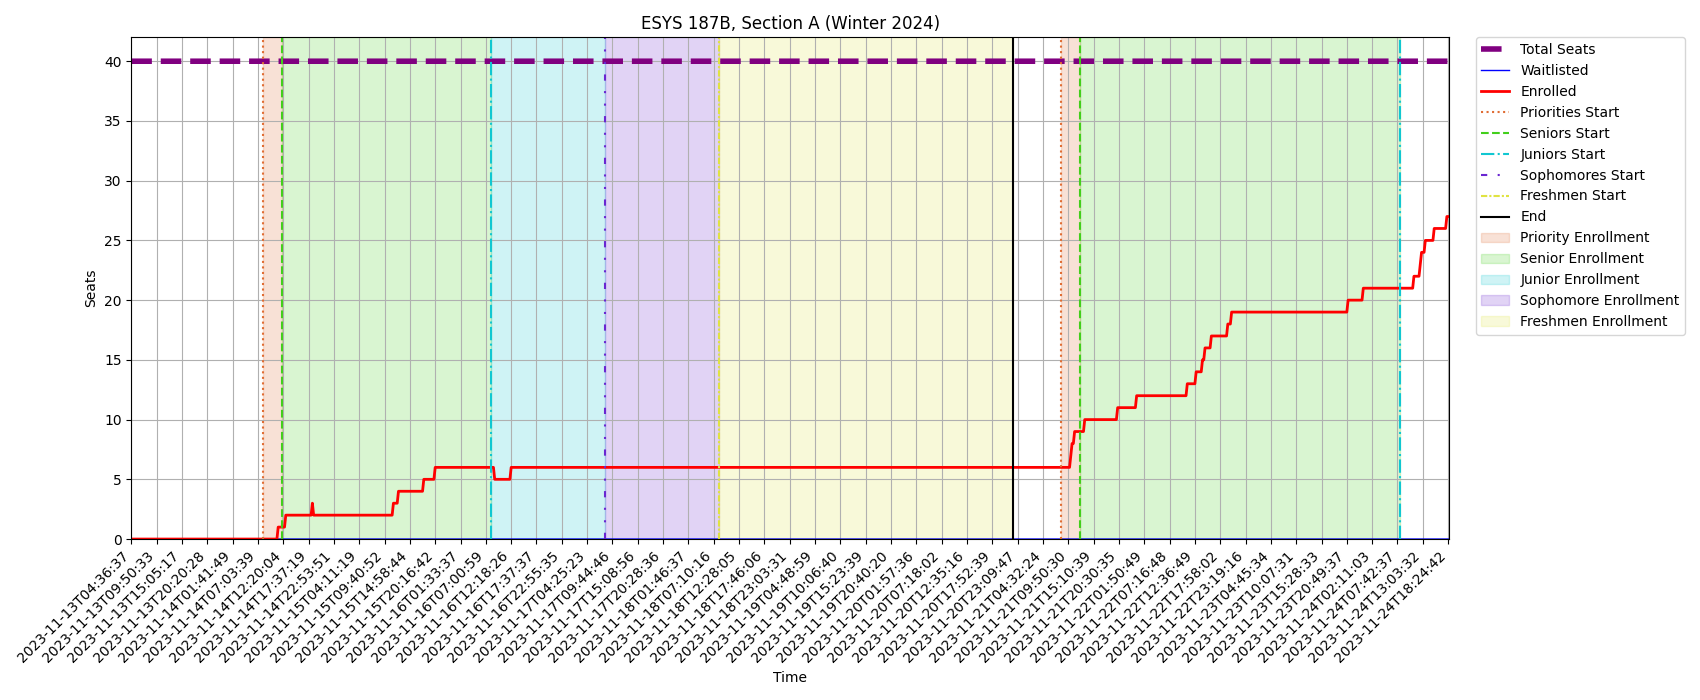 ESYS 187B, Section A (Winter 2024)
Total Seats
Waitlisted
Enrolled
Priorities Start
Seniors Start
Juniors Start
Sophomores Start
Freshmen Start
End
Priority Enrollment
Senior Enrollment
Junior Enrollment
Sophomore Enrollment
Freshmen Enrollment
Seats
40
35
30
25
20
15
10
5
0
2023-11-13T04:36:37
2023-11-13T09:50:33
2023-11-13T15:05:17
2023-11-13T20:20:28
2023-11-14T01:41:49
2023-11-14T07:03:39
2023-11-14T12:20:04
2023-11-14T17:37:19
2023-11-14T22:53:51
2023-11-15T04:11:19
2023-11-15T09:40:52
2023-11-15T14:58:44
2023-11-15T20:16:42
2023-11-16T01:33:37
2023-11-16T07:00:59
2023-11-16T12:18:26
2023-11-16T17:37:37
2023-11-16T22:55:35
2023-11-17T04:25:23
2023-11-17T09:44:46
2023-11-17T15:08:56
2023-11-17T20:28:36
2023-11-18T01:46:37
2023-11-18T07:10:16
2023-11-18T12:28:05
2023-11-18T17:46:06
2023-11-18T23:03:31
2023-11-19T04:48:59
2023-11-19T10:06:40
2023-11-19T15:23:39
2023-11-19T20:40:20
2023-11-20T01:57:36
2023-11-20T07:18:02
2023-11-20T12:35:16
2023-11-20T17:52:39
2023-11-20T23:09:47
2023-11-21T04:32:24
2023-11-21T09:50:30
2023-11-21T15:10:39
2023-11-21T20:30:35
2023-11-22T01:50:49
2023-11-22T07:16:48
2023-11-22T12:36:49
2023-11-22T17:58:02
2023-11-22T23:19:16
2023-11-23T04:45:34
2023-11-23T10:07:31
2023-11-23T15:28:33
2023-11-23T20:49:37
2023-11-24T02:11:03
2023-11-24T07:42:37
2023-11-24T13:03:32
2023-11-24T18:24:42
Time